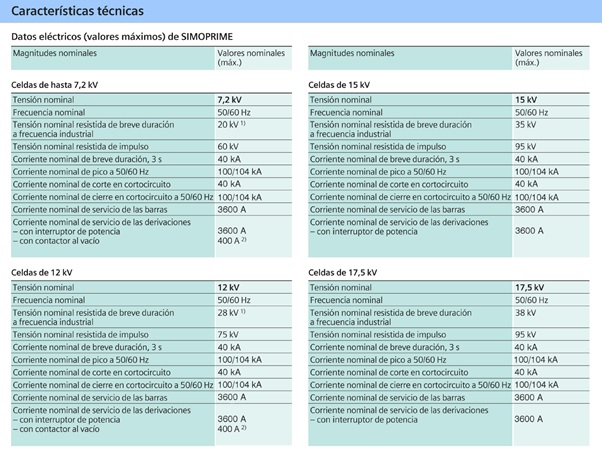 Características técnicas
Datos eléctricos (valores máximos) de SIMOPRIME
Magnitudes nominales Valores nominales
(máx.)
Celdas de hasta 7,2 kV
Tensión nominal 7,2 kV
Frecuencia nominal 50/60 Hz
Tensión nominal resistida de breve duración 20 kV 1)
a frecuencia industrial
Tensión nominal resistida de impulso 60 kV
Corriente nominal de breve duración, 3 s 40 kA
Corriente nominal de pico a 50/60 Hz 100/104 kA
Corriente nominal de corte en cortocircuito 40 kA
Corriente nominal de cierre en cortocircuito a 50/60 Hz 100/104 kA
Corriente nominal de servicio de las barras 3600 A
Corriente nominal de servicio de las derivaciones
– con interruptor de potencia 3600 A
– con contactor al vacío 400 A 2)
Celdas de 12 kV
Tensión nominal 12 kV
Frecuencia nominal 50/60 Hz
Tensión nominal resistida de breve duración 28 kV 1)
a frecuencia industrial
Tensión nominal resistida de impulso 75 kV
Corriente nominal de breve duración, 3 s 40 kA
Corriente nominal de pico a 50/60 Hz 100/104 kA
Corriente nominal de corte en cortocircuito 40 kA
Corriente nominal de cierre en cortocircuito a 50/60 Hz 100/104 kA
Corriente nominal de servicio de las barras 3600 A
Corriente nominal de servicio de las derivaciones
– con interruptor de potencia 3600 A
– con contactor al vacío 400 A 2)
Magnitudes nominales Valores nominales
(máx.)
Celdas de 15 kV
Tensión nominal 15 kV
Frecuencia nominal 50/60 Hz
Tensión nominal resistida de breve duración 35 kV
a frecuencia industrial
Tensión nominal resistida de impulso 95 kV
Corriente nominal de breve duración, 3 s 40 kA
Corriente nominal de pico a 50/60 Hz 100/104 kA
Corriente nominal de corte en cortocircuito 40 kA
Corriente nominal de cierre en cortocircuito a 50/60 Hz 100/104 kA
Corriente nominal de servicio de las barras 3600 A
Corriente nominal de servicio de las derivaciones
– con interruptor de potencia 3600 A
Celdas de 17,5 kV
Tensión nominal 17,5 kV
Frecuencia nominal 50/60 Hz
Tensión nominal resistida de breve duración 38 kV
a frecuencia industrial
Tensión nominal resistida de impulso 95 kV
Corriente nominal de breve duración, 3 s 40 kA
Corriente nominal de pico a 50/60 Hz 100/104 kA
Corriente nominal de corte en cortocircuito 40 kA
Corriente nominal de cierre en cortocircuito a 50/60 Hz 100/104 kA
Corriente nominal de servicio de las barras 3600 A
Corriente nominal de servicio de las derivaciones
– con interruptor de potencia 3600 A